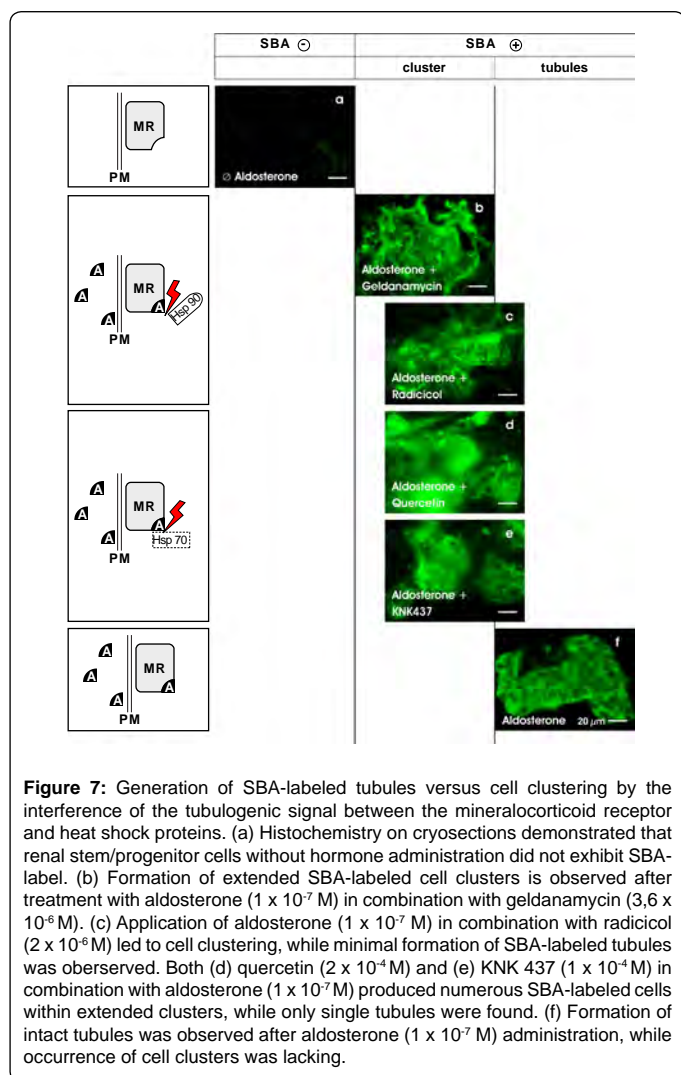 SBA ⊖ SBA ⊕
cluster tubules
MR
PM
a
∅ Aldosterone
A
A
A
MR
A
Hsp 90
PM
b
Aldosterone +
Geldanamycin
c
Aldosterone +
Radicicol
A
A
A
MR
A
Hsp 70
PM
d
Aldosterone +
Quercetin
e
Aldosterone +
KNK437
A
A
A
MR
A
PM
f
Aldosterone 20 µm
Figure 7: Generation of SBA-labeled tubules versus cell clustering by the
interference of the tubulogenic signal between the mineralocorticoid receptor
and heat shock proteins. (a) Histochemistry on cryosections demonstrated that
renal stem/progenitor cells without hormone administration did not exhibit SBA-
label. (b) Formation of extended SBA-labeled cell clusters is observed after
treatment with aldosterone (1 x 10⁻⁷ M) in combination with geldanamycin (3,6 x
10⁻⁶ M). (c) Application of aldosterone (1 x 10⁻⁷ M) in combination with radicicol
(2 x 10⁻⁶ M) led to cell clustering, while minimal formation of SBA-labeled tubules
was oberserved. Both (d) quercetin (2 x 10⁻⁴ M) and (e) KNK 437 (1 x 10⁻⁴ M) in
combination with aldosterone (1 x 10⁻⁷ M) produced numerous SBA-labeled cells
within extended clusters, while only single tubules were found. (f) Formation of
intact tubules was observed after aldosterone (1 x 10⁻⁷ M) administration, while
occurrence of cell clusters was lacking.